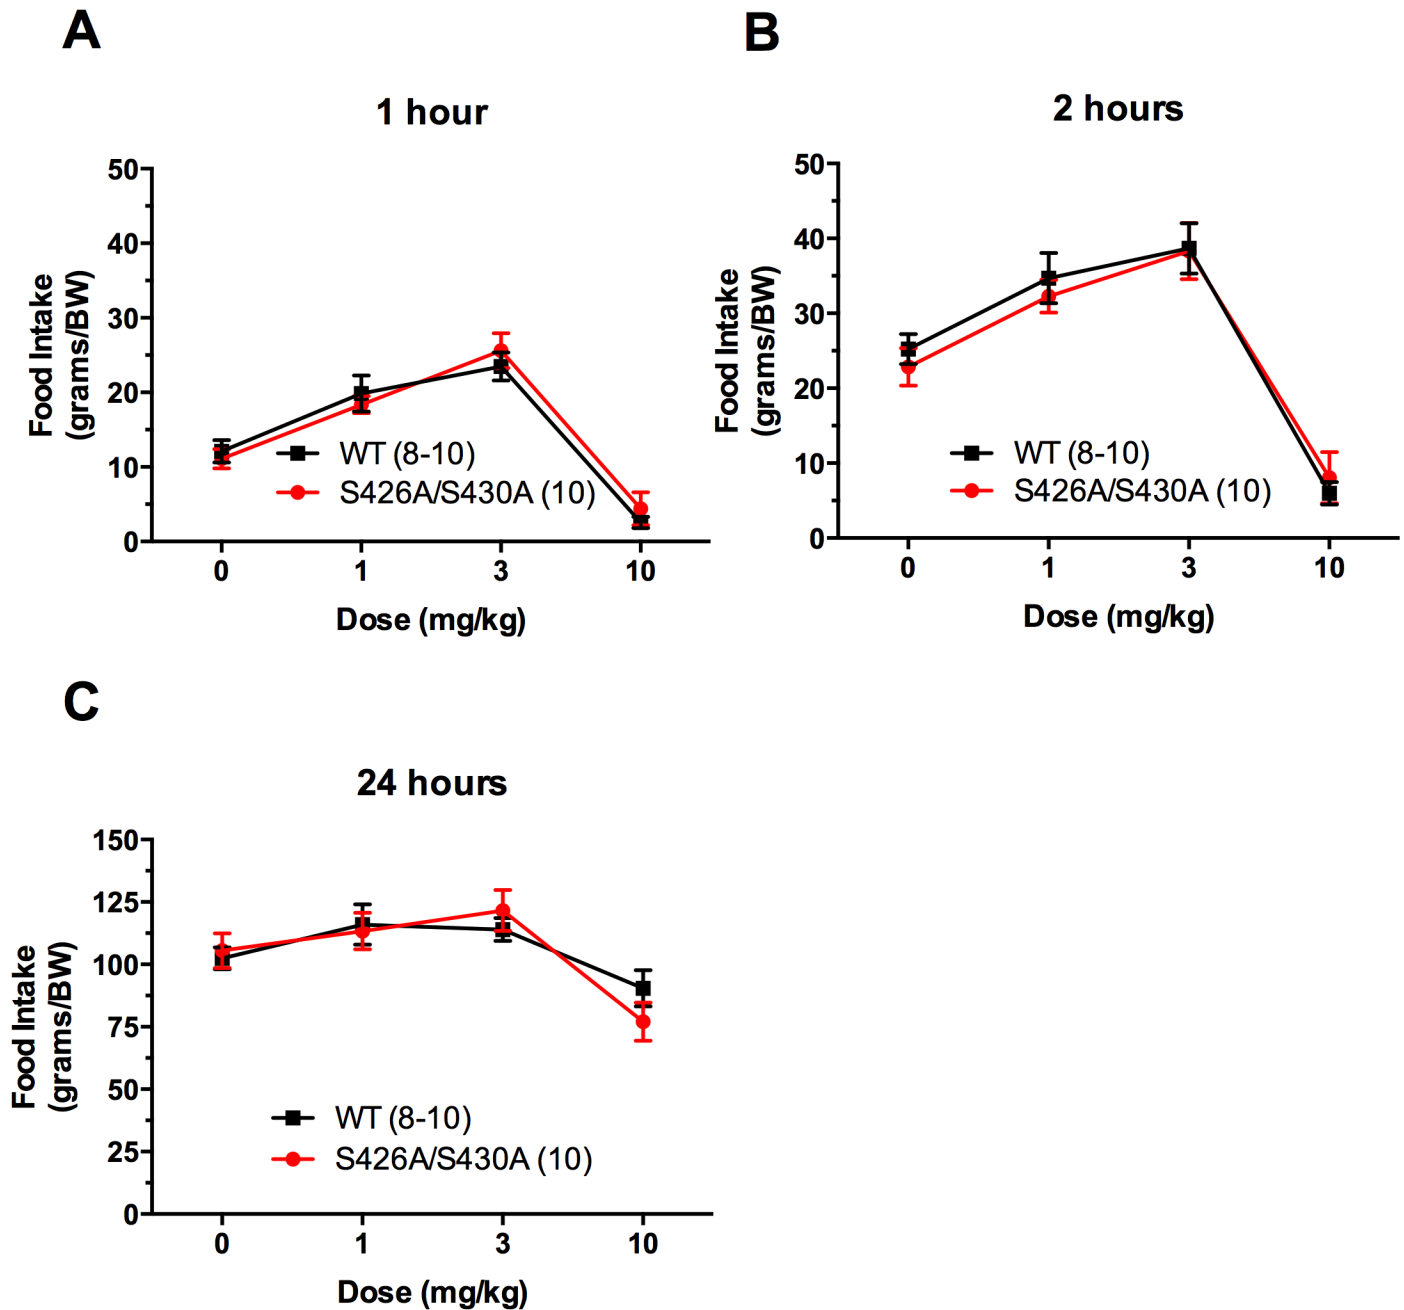 A
1 hour
50
40
30
20
10
0
Food Intake
(grams/BW)
WT (8-10)
S426A/S430A (10)
0 1 3 10
Dose (mg/kg)
B
2 hours
50
40
30
20
10
0
Food Intake
(grams/BW)
WT (8-10)
S426A/S430A (10)
0 1 3 10
Dose (mg/kg)
C
24 hours
150
125
100
75
50
25
0
Food Intake
(grams/BW)
WT (8-10)
S426A/S430A (10)
0 1 3 10
Dose (mg/kg)